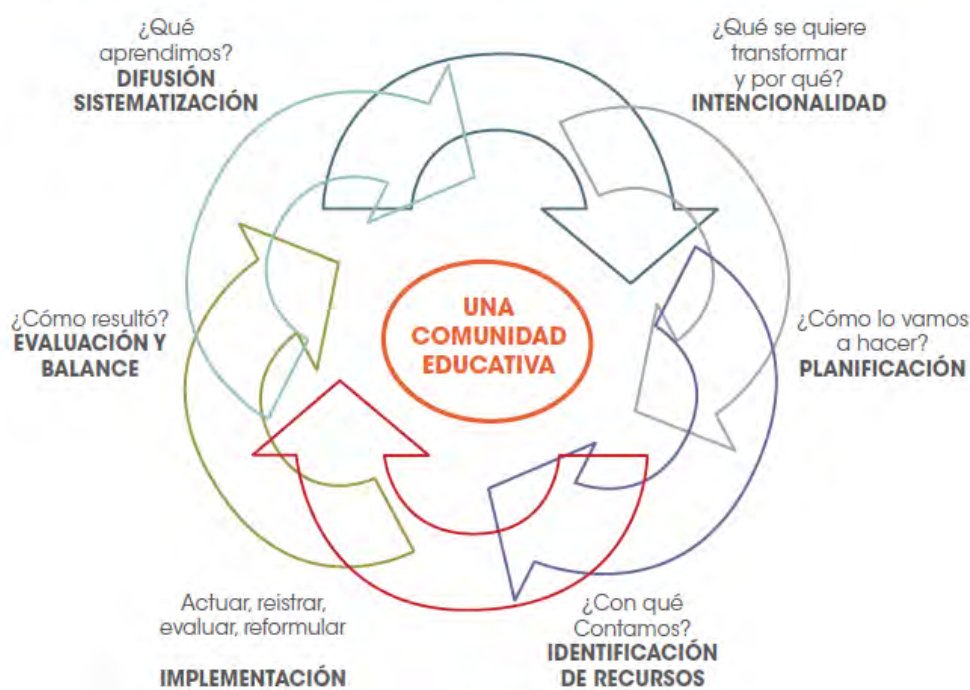 ¿Qué
aprendimos?
DIFUSIÓN
SISTEMATIZACIÓN
¿Qué se quiere
transformar
y por qué?
INTENCIONALIDAD
UNA
COMUNIDAD
EDUCATIVA
¿Cómo resultó?
EVALUACIÓN Y
BALANCE
¿Cómo lo vamos
a hacer?
PLANIFICACIÓN
Actuar, reistrar,
evaluar, reformular
IMPLEMENTACIÓN
¿Con qué
Contamos?
IDENTIFICACIÓN
DE RECURSOS